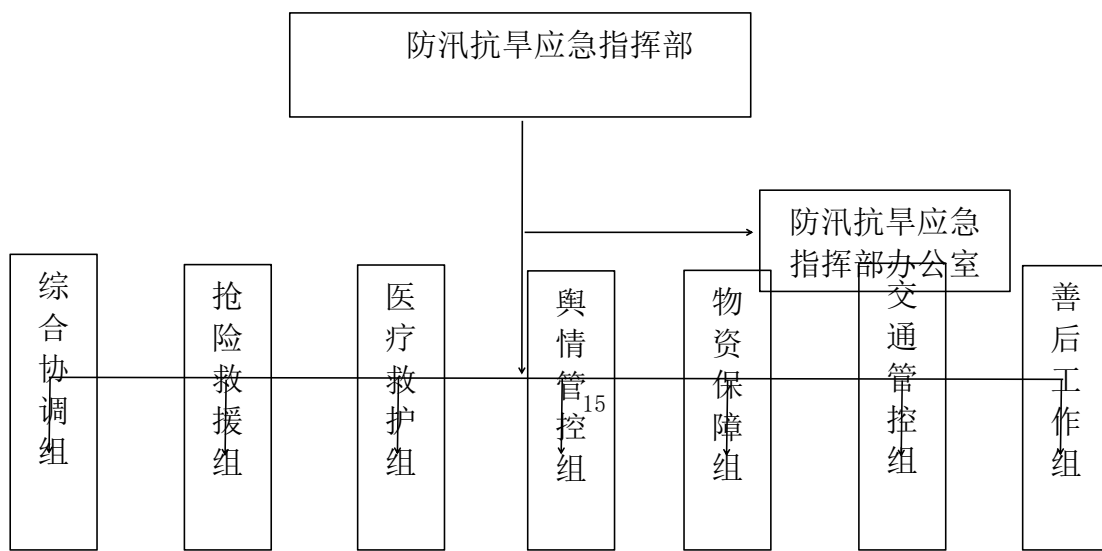 防汛抗旱应急指挥部
防汛抗旱应急
指挥部办公室
综合协调组
抢险救援组
医疗救护组
舆情管控组
物资保障组
交通管控组
善后工作组
15